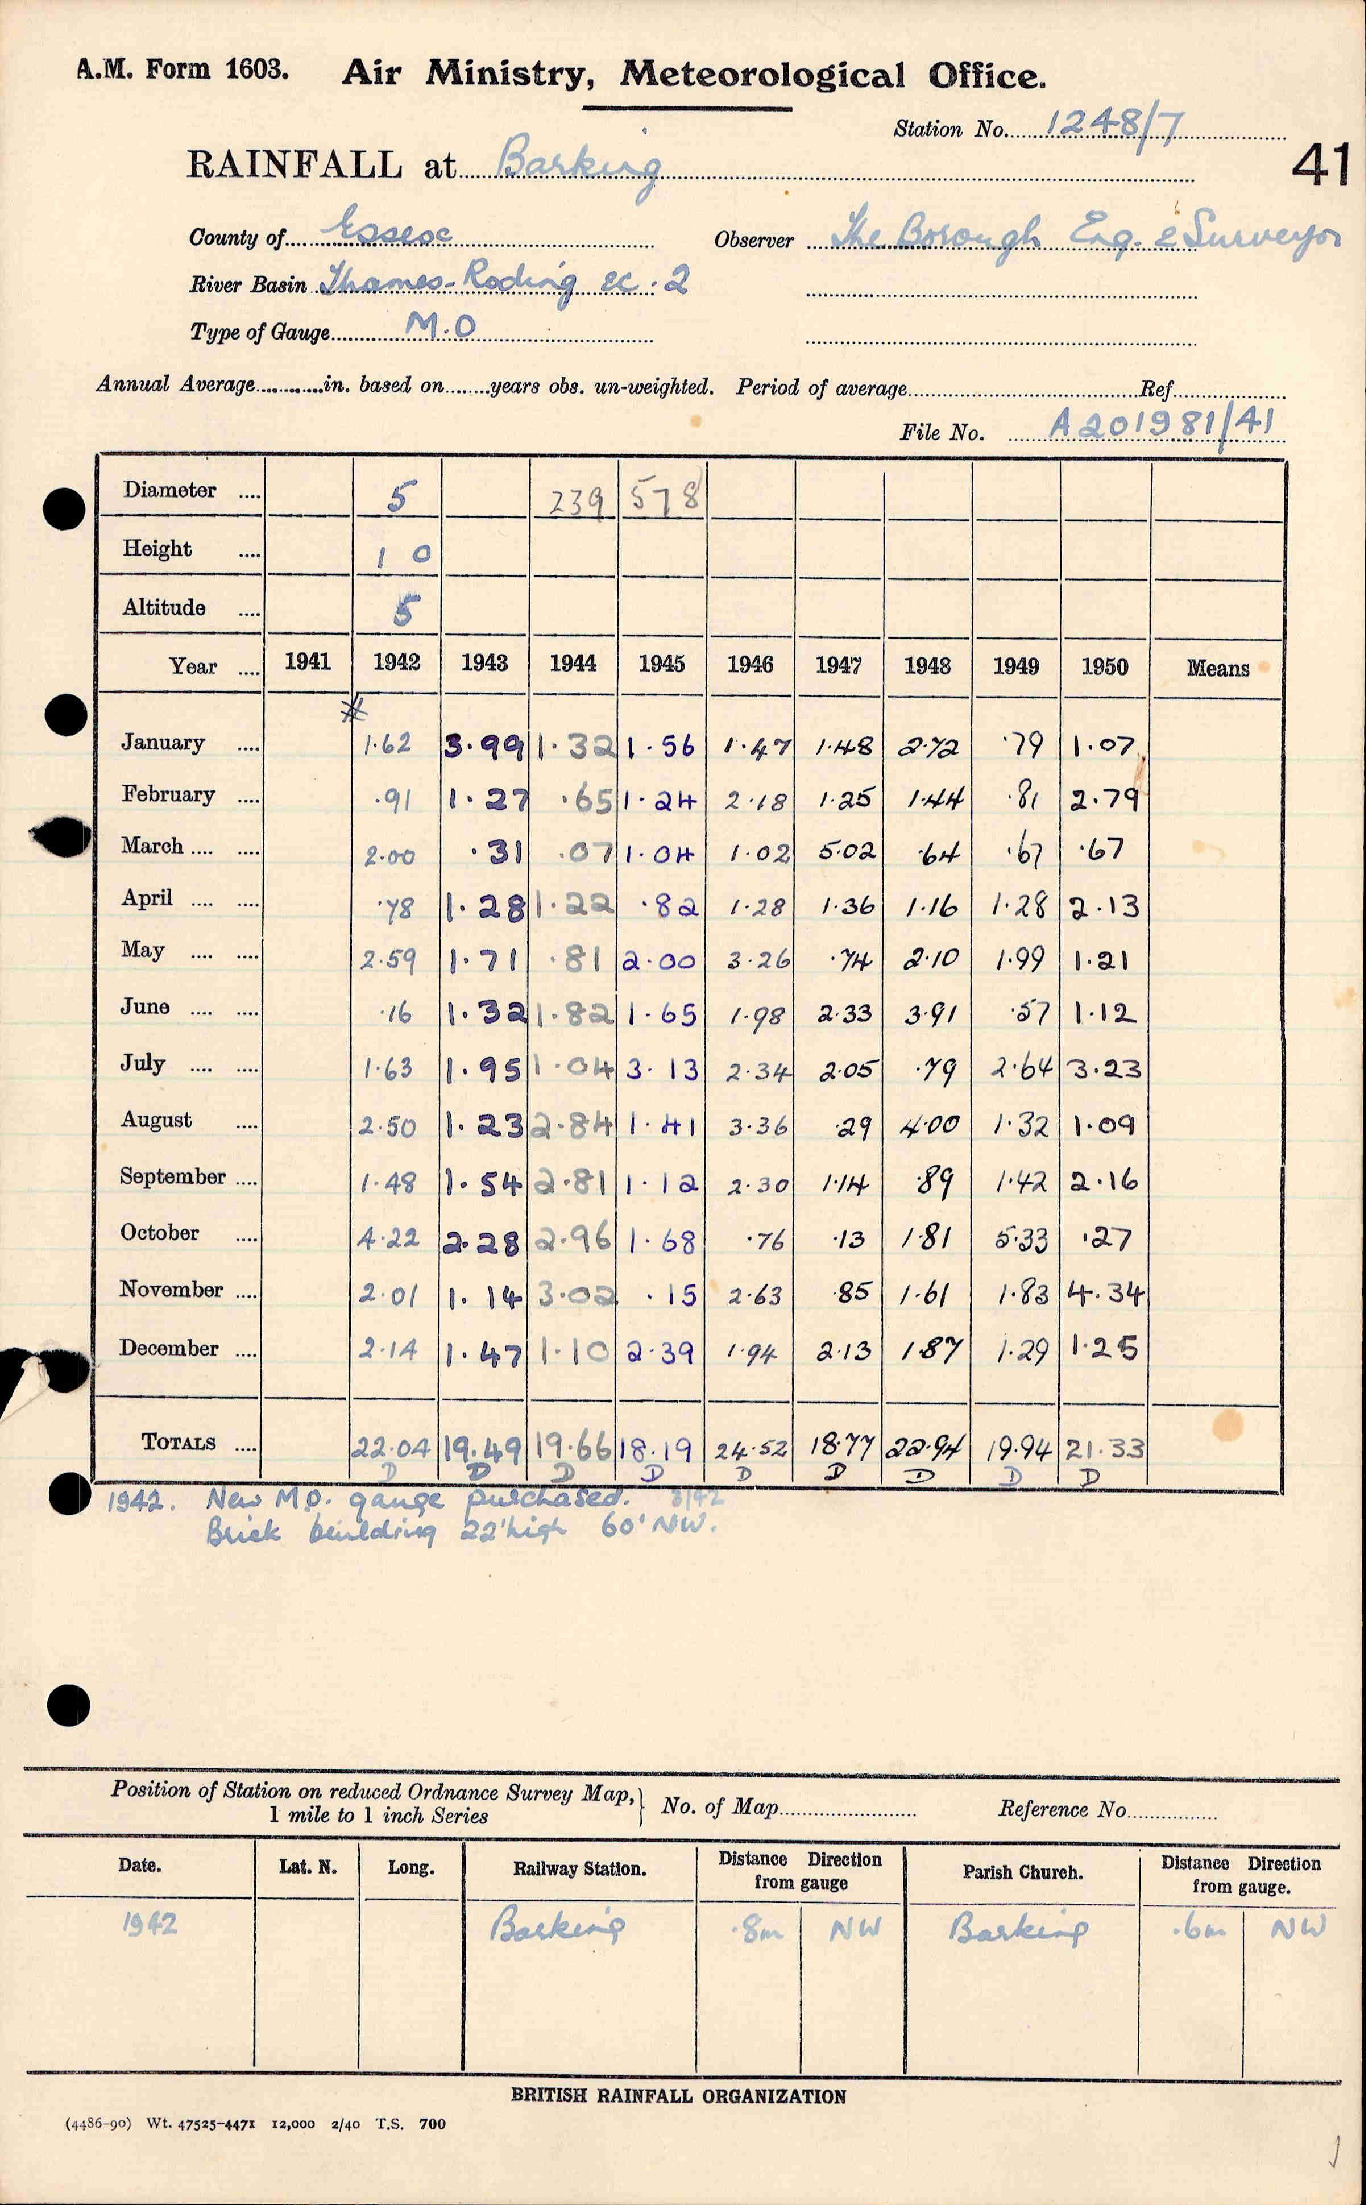 A.M. Form 1603. Air Ministry, Meteorological Office.
Station No. 1248/7
RAINFALL at Barking
41
County of Essex Observer The Borough Eng. & Surveyor
River Basin Thames-Roding &c. 2
Type of Gauge M.O
Annual Average in. based on years obs. un-weighted. Period of average Ref
File No. A201981/41
Diameter .... 5 239 578
Height .... 1 0
Altitude .... 5
Year .... 1941 1942 1943 1944 1945 1946 1947 1948 1949 1950 Means
January .... 1.62 3.99 1.32 1.56 1.47 1.48 2.72 .79 1.07
February .... .91 1.27 .65 1.24 2.18 1.25 1.44 .81 2.79
March .... .... 2.00 .31 .07 1.04 1.02 5.02 .64 .67 .67
April .... .... .78 1.28 1.22 .82 1.28 1.36 1.16 1.28 2.13
May .... .... 2.59 1.71 .81 2.00 3.26 .74 2.10 1.99 1.21
June .... .... .16 1.32 1.82 1.65 1.98 2.33 3.91 .57 1.12
July .... .... 1.63 1.95 1.04 3.13 2.34 2.05 .79 2.64 3.23
August .... 2.50 1.23 2.84 1.41 3.36 .29 4.00 1.32 1.09
September .... 1.48 1.54 2.81 1.12 2.30 1.14 .89 1.42 2.16
October .... 4.22 2.28 2.96 1.68 .76 .13 1.81 5.33 .27
November .... 2.01 1.14 3.02 .15 2.63 .85 1.61 1.83 4.34
December .... 2.14 1.47 1.10 2.39 1.94 2.13 1.87 1.29 1.25
TOTALS .... 22.04 19.49 19.66 18.19 24.52 18.77 22.94 19.94 21.33
D D D D D D D D D
1942. New M.O. gauge purchased. 3/42
Brick building 22' high 60' NW.
Position of Station on reduced Ordnance Survey Map, 1 mile to 1 inch Series } No. of Map Reference No.
Date. Lat. N. Long. Railway Station. Distance Direction from gauge Parish Church. Distance Direction from gauge.
1942 Barking .8m NW Barking .6m NW
BRITISH RAINFALL ORGANIZATION
(4486-90) Wt. 47525-4471 12,000 2/40 T.S. 700